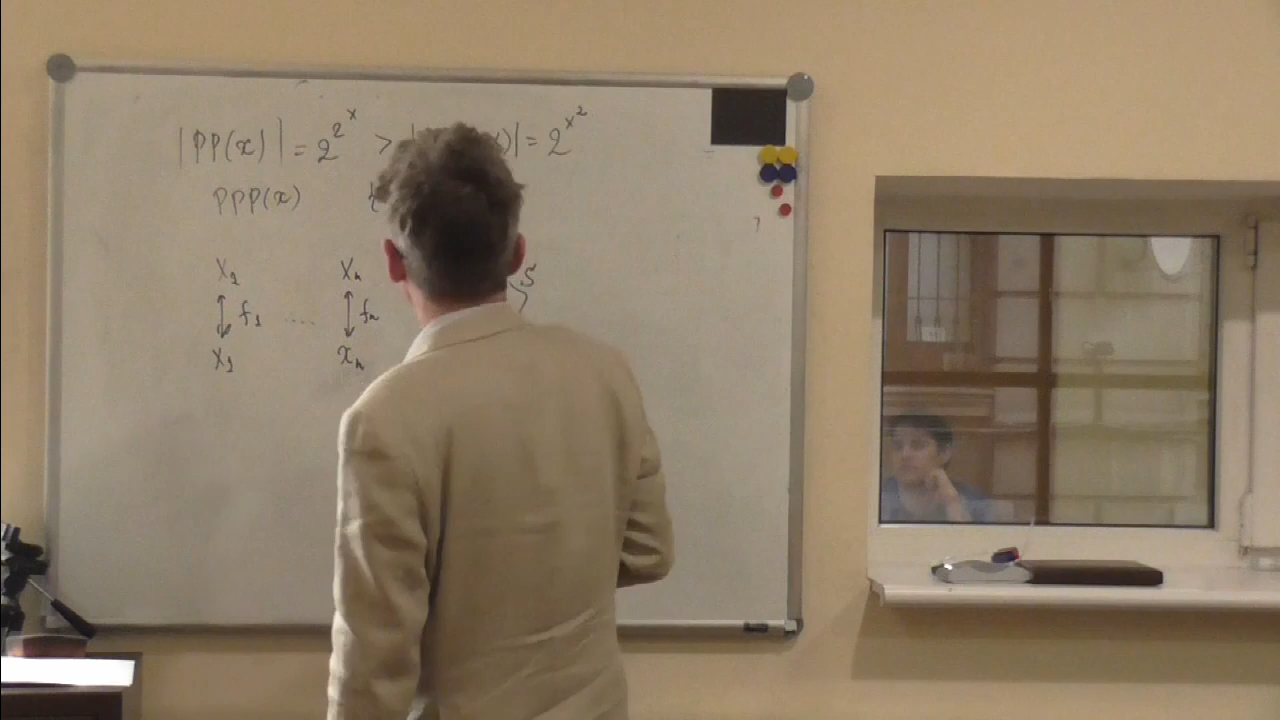 |PP(x)| = 2^{2^x} > | x)| = 2^{x^2}
PPP(x)
X_1 X_n S
↕ f_1 ..... ↕ f_n
X_1 x_n